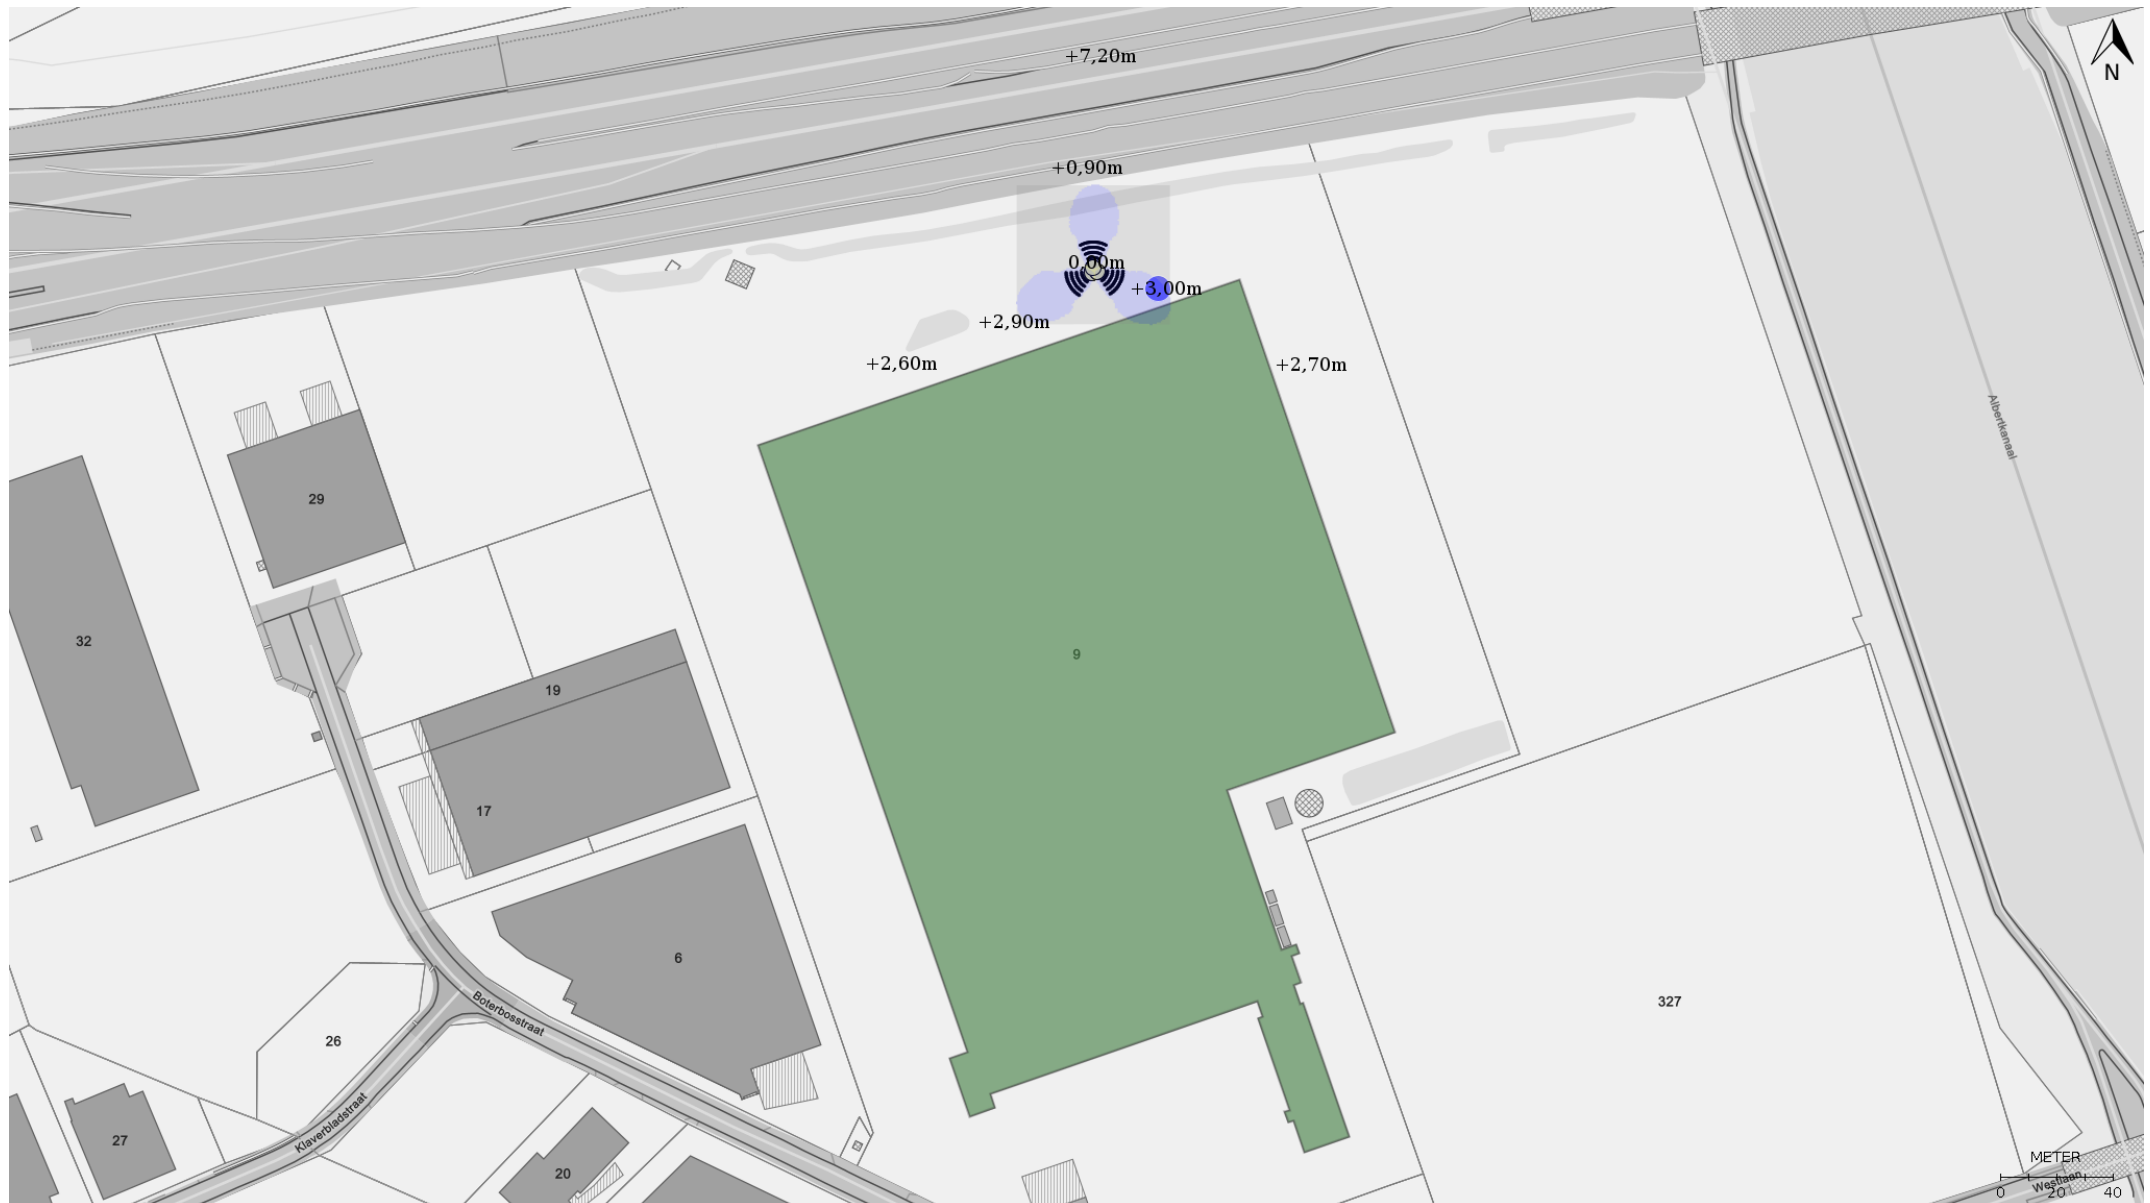 +7,20m
N
+0,90m
0,00m
+3,00m
+2,90m
+2,60m
+2,70m
Albertkanaal
29
32
9
19
17
6
327
Boterbosstraat
26
Klaverbladstraat
27
20
METER
Westlaan
0 20 40